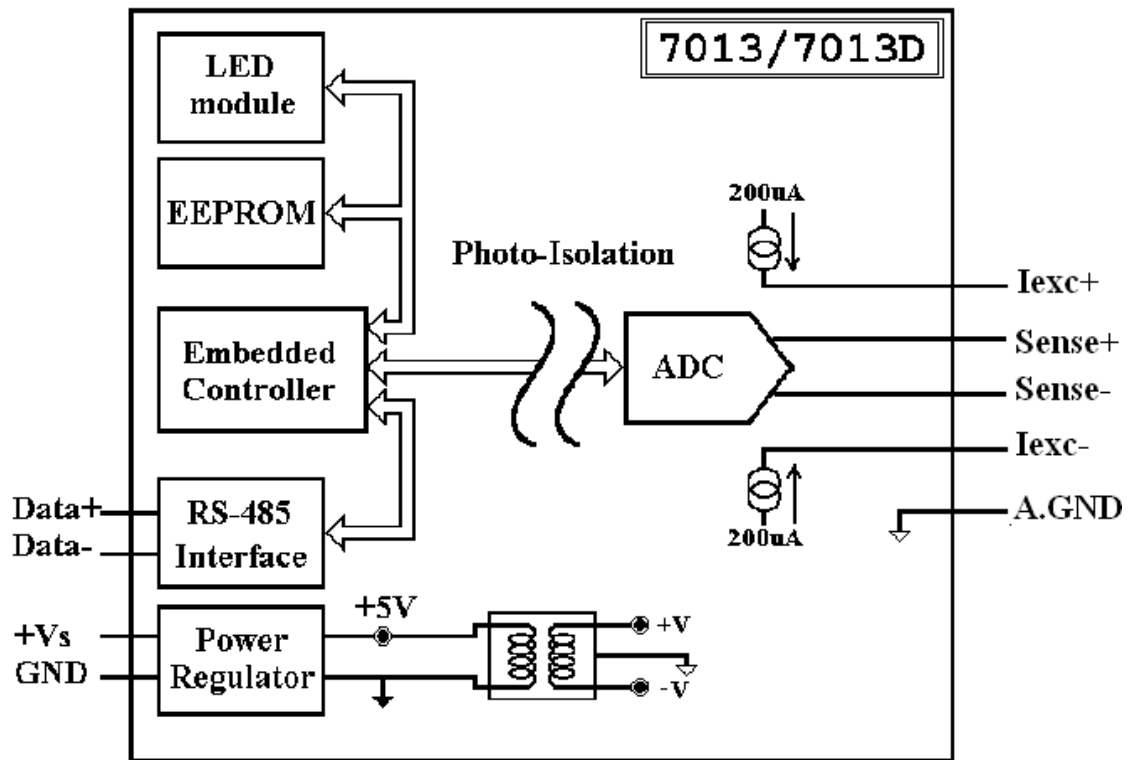 7013/7013D
LED
module
EEPROM
200uA
Photo-Isolation
Iexc+
Embedded
Controller
ADC
Sense+
Sense-
Iexc-
200uA
A.GND
Data+
Data-
RS-485
Interface
+Vs
GND
Power
Regulator
+5V
+V
-V